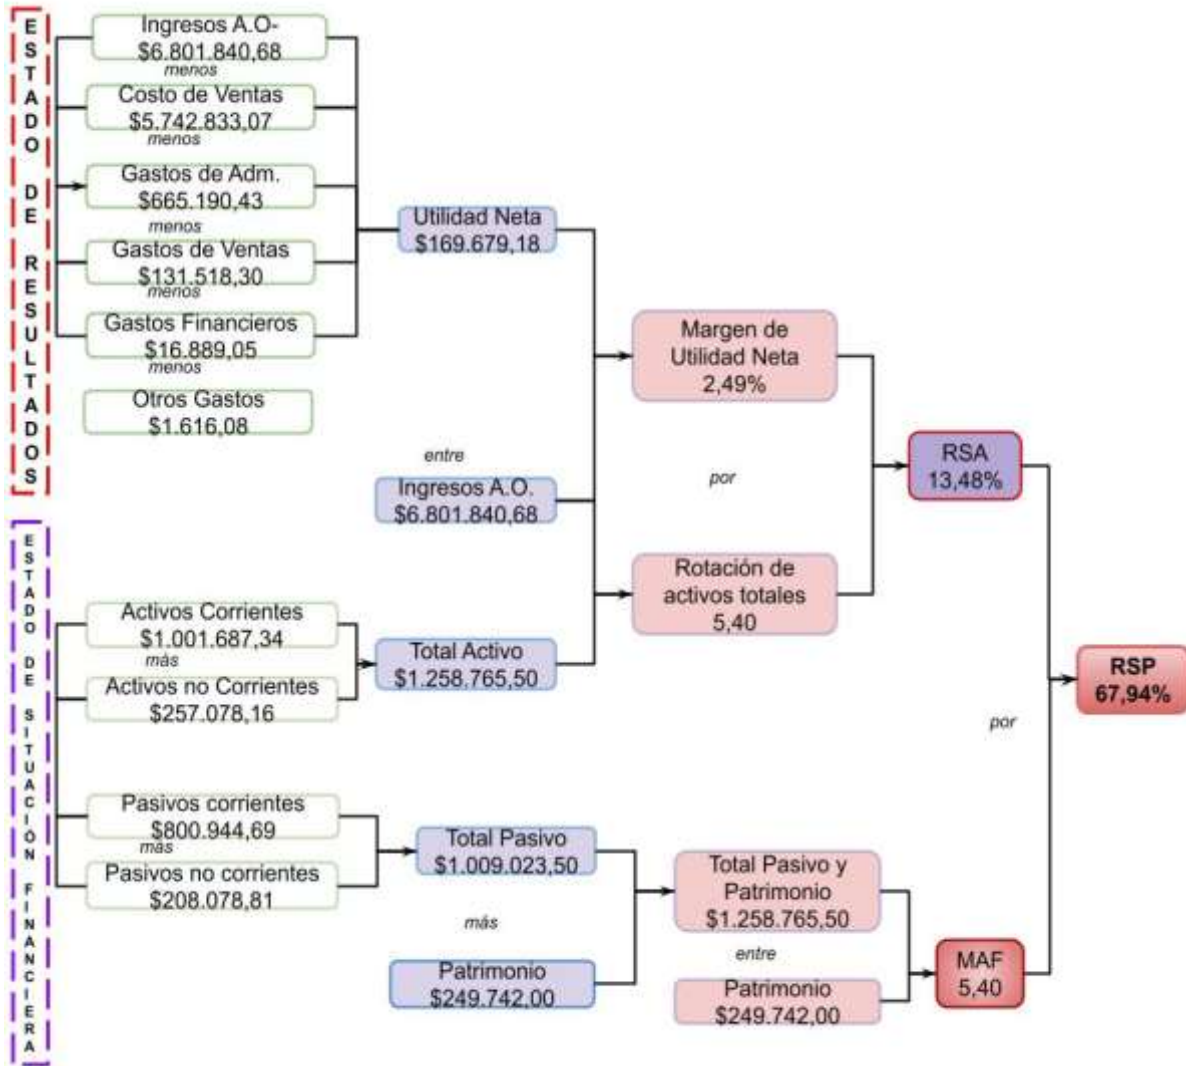 ESTADO DE RESULTADOS
Ingresos A.O-
$6.801.840,68
menos
Costo de Ventas
$5.742.833,07
menos
Gastos de Adm.
$665.190,43
menos
Gastos de Ventas
$131.518,30
menos
Gastos Financieros
$16.889,05
menos
Otros Gastos
$1.616,08
Utilidad Neta
$169.679,18
entre
Ingresos A.O.
$6.801.840,68
Margen de
Utilidad Neta
2,49%
por
Rotación de
activos totales
5,40
RSA
13,48%
ESTADO DE SITUACIÓN FINANCIERA
Activos Corrientes
$1.001.687,34
más
Activos no Corrientes
$257.078,16
Total Activo
$1.258.765,50
Pasivos corrientes
$800.944,69
más
Pasivos no corrientes
$208.078,81
Total Pasivo
$1.009.023,50
más
Patrimonio
$249.742,00
Total Pasivo y
Patrimonio
$1.258.765,50
entre
Patrimonio
$249.742,00
MAF
5,40
por
RSP
67,94%